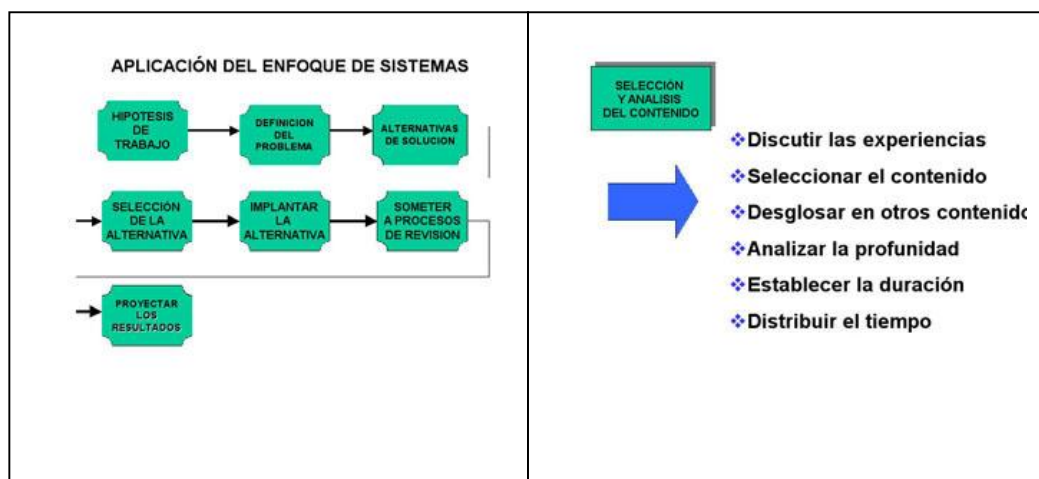 APLICACIÓN DEL ENFOQUE DE SISTEMAS
HIPOTESIS
DE
TRABAJO
DEFINICION
DEL
PROBLEMA
ALTERNATIVAS
DE SOLUCION
SELECCIÓN
DE LA
ALTERNATIVA
IMPLANTAR
LA
ALTERNATIVA
SOMETER
A PROCESOS
DE REVISION
PROYECTAR
LOS
RESULTADOS
SELECCIÓN
Y ANALISIS
DEL CONTENIDO
Discutir las experiencias
Seleccionar el contenido
Desglosar en otros contenido
Analizar la profunidad
Establecer la duración
Distribuir el tiempo